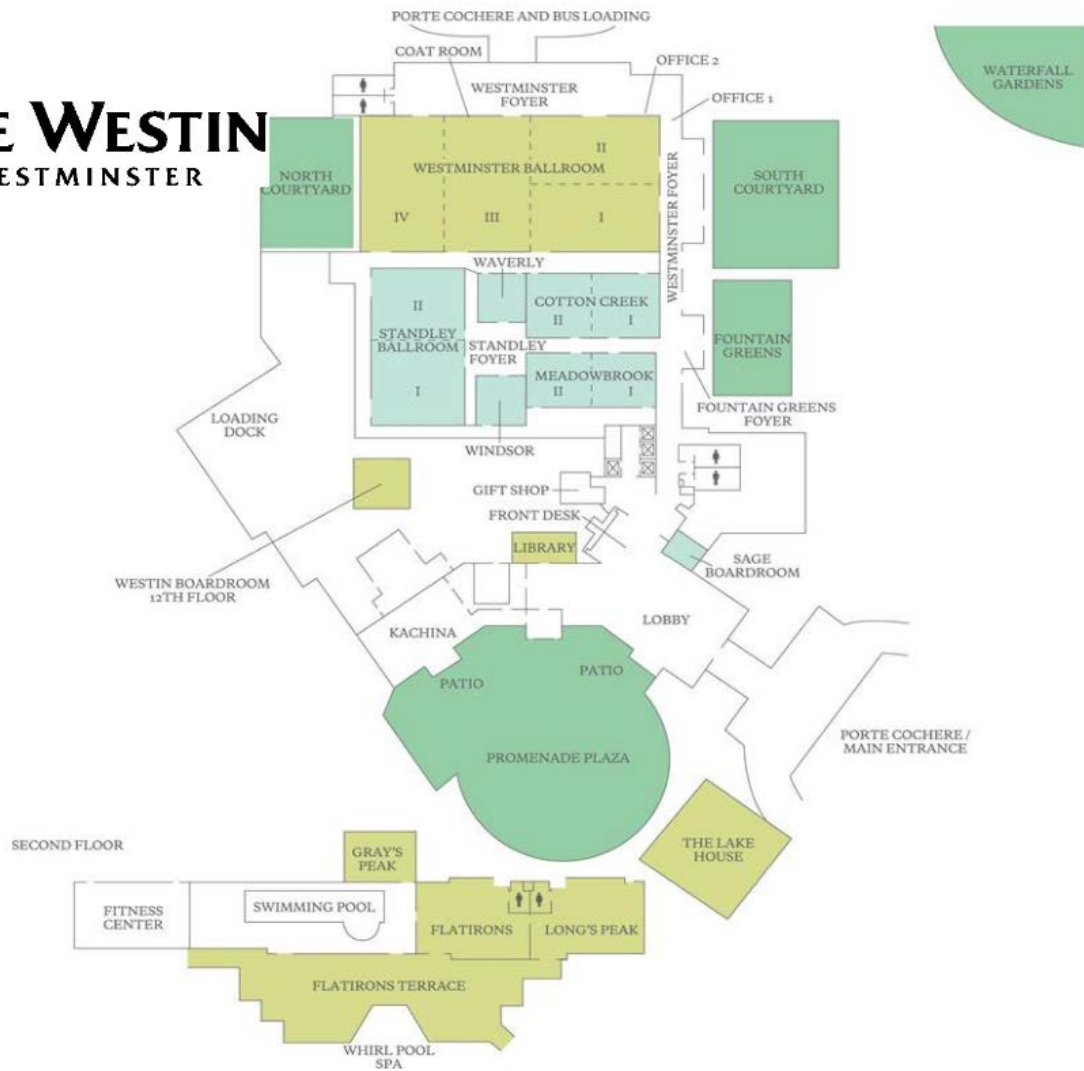 PORTE COCHERE AND BUS LOADING
COAT ROOM
OFFICE 2
WESTMINSTER
FOYER
OFFICE 1
WATERFALL
GARDENS
E WESTIN
ESTMINSTER
NORTH
COURTYARD
WESTMINSTER BALLROOM
II
IV
III
I
WESTMINSTER FOYER
SOUTH
COURTYARD
WAVERLY
COTTON CREEK
II
I
II
STANDLEY
BALLROOM
I
STANDLEY
FOYER
MEADOWBROOK
II
I
FOUNTAIN
GREENS
FOUNTAIN GREENS
FOYER
LOADING
DOCK
WINDSOR
GIFT SHOP
FRONT DESK
LIBRARY
SAGE
BOARDROOM
WESTIN BOARDROOM
12TH FLOOR
KACHINA
LOBBY
PATIO
PATIO
PROMENADE PLAZA
PORTE COCHERE /
MAIN ENTRANCE
THE LAKE
HOUSE
SECOND FLOOR
GRAY'S
PEAK
FITNESS
CENTER
SWIMMING POOL
FLATIRONS
LONG'S PEAK
FLATIRONS TERRACE
WHIRL POOL
SPA